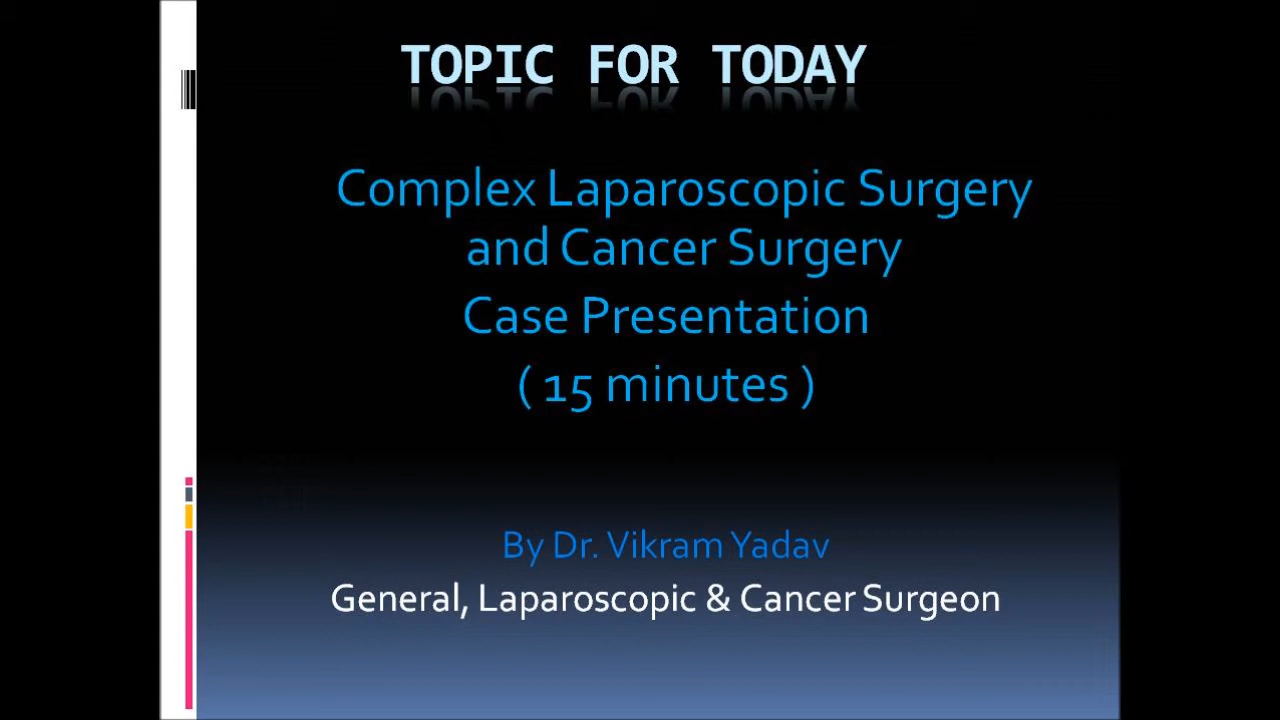 TOPIC FOR TODAY
Complex Laparoscopic Surgery
and Cancer Surgery
Case Presentation
( 15 minutes )
By Dr. Vikram Yadav
General, Laparoscopic & Cancer Surgeon